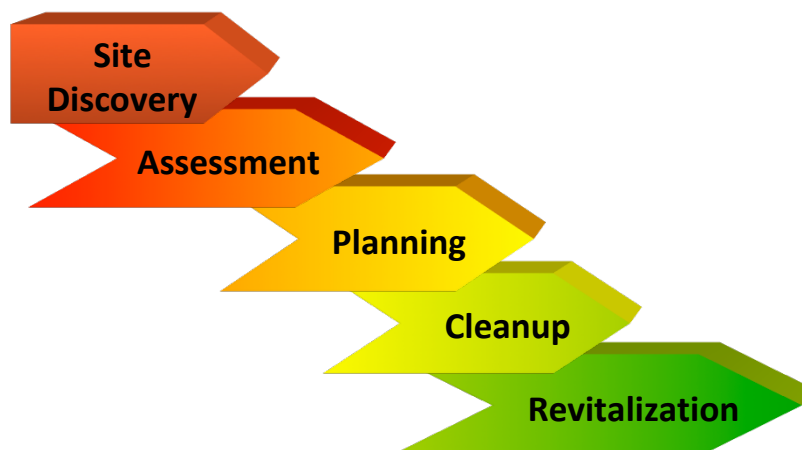 Site
Discovery
Assessment
Planning
Cleanup
Revitalization